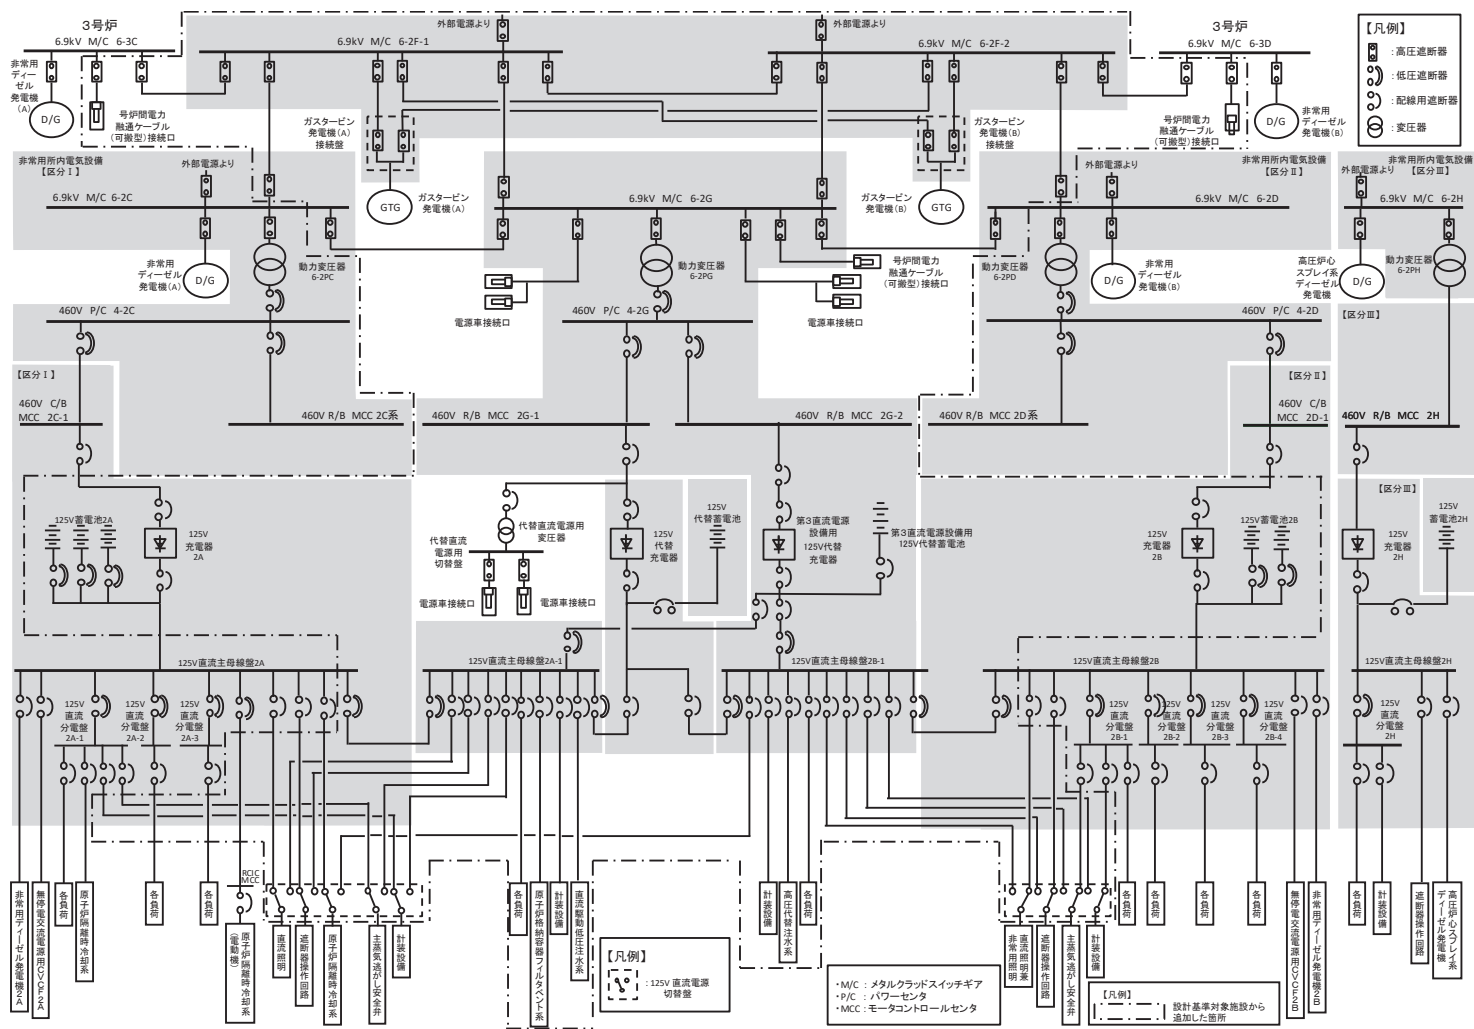 3号炉
6.9kV M/C 6-3C
外部電源より
6.9kV M/C 6-2F-1
外部電源より
6.9kV M/C 6-2F-2
3号炉
6.9kV M/C 6-3D
【凡例】
:高圧遮断器
:低圧遮断器
:配線用遮断器
:変圧器
非常用
ディー
ゼル
発電機
(A)
D/G
号炉間電力
融通ケーブル
(可搬型)接続口
ガスタービン
発電機(A)
接続盤
ガスタービン
発電機(B)
接続盤
号炉間電力
融通ケーブル
(可搬型)接続口
D/G
非常用
ディーゼル
発電機(B)
非常用所内電気設備
【区分Ⅰ】
外部電源より
6.9kV M/C 6-2C
GTG
ガスタービン
発電機(A)
6.9kV M/C 6-2G
ガスタービン
発電機(B)
GTG
外部電源より
非常用所内電気設備
【区分Ⅱ】
6.9kV M/C 6-2D
非常用所内電気設備
【区分Ⅲ】
外部電源より
6.9kV M/C 6-2H
非常用
ディーゼル
発電機(A)
D/G
動力変圧器
6-2PC
動力変圧器
6-2PG
号炉間電力
融通ケーブル
(可搬型)接続口
動力変圧器
6-2PD
D/G
非常用
ディーゼル
発電機(B)
高圧炉心
スプレイ系
ディーゼル
発電機
D/G
動力変圧器
6-2PH
電源車接続口
電源車接続口
460V P/C 4-2C
460V P/C 4-2G
460V P/C 4-2D
【区分Ⅲ】
【区分Ⅰ】
460V C/B
MCC 2C-1
460V R/B MCC 2C系
460V R/B MCC 2G-1
460V R/B MCC 2G-2
460V R/B MCC 2D系
【区分Ⅱ】
460V C/B
MCC 2D-1
460V R/B MCC 2H
125V蓄電池2A
125V
充電器
2A
代替直流電源用
変圧器
代替直流
電源用
切替盤
電源車接続口
電源車接続口
125V
代替
充電器
125V
代替蓄電池
第3直流電源
設備用
125V代替
充電器
第3直流電源設備用
125V代替蓄電池
125V
充電器
2B
125V蓄電池2B
【区分Ⅲ】
125V
充電器
2H
125V
蓄電池2H
125V直流主母線盤2A
125V直流主母線盤2A-1
125V直流主母線盤2B-1
125V直流主母線盤2B
125V直流主母線盤2H
125V
直流
分電盤
2A-1
125V
直流
分電盤
2A-2
125V
直流
分電盤
2A-3
125V
直流
分電盤
2B-1
125V
直流
分電盤
2B-2
125V
直流
分電盤
2B-3
125V
直流
分電盤
2B-4
125V
直流
分電盤
2H
RCIC
MCC
非常用ディーゼル発電機2A
無停電交流電源用CVCF2A
各負荷
原子炉隔離時冷却系
各負荷
各負荷
原子炉隔離時冷却系
(電動機)
直流照明
遮断器操作回路
原子炉隔離時冷却系
主蒸気逃がし安全弁
計装設備
各負荷
原子炉格納容器フィルタベント系
計装設備
直流駆動低圧注水系
計装設備
高圧代替注水系
各負荷
直流照明兼
非常用照明
遮断器操作回路
主蒸気逃がし安全弁
計装設備
各負荷
各負荷
各負荷
各負荷
無停電交流電源用CVCF2B
非常用ディーゼル発電機2B
各負荷
計装設備
遮断器操作回路
高圧炉心スプレイ系
ディーゼル発電機
【凡例】
:125V 直流電源
切替盤
・M/C : メタルクラッドスイッチギア
・P/C : パワーセンタ
・MCC : モータコントロールセンタ
【凡例】
:設計基準対象施設から
追加した箇所